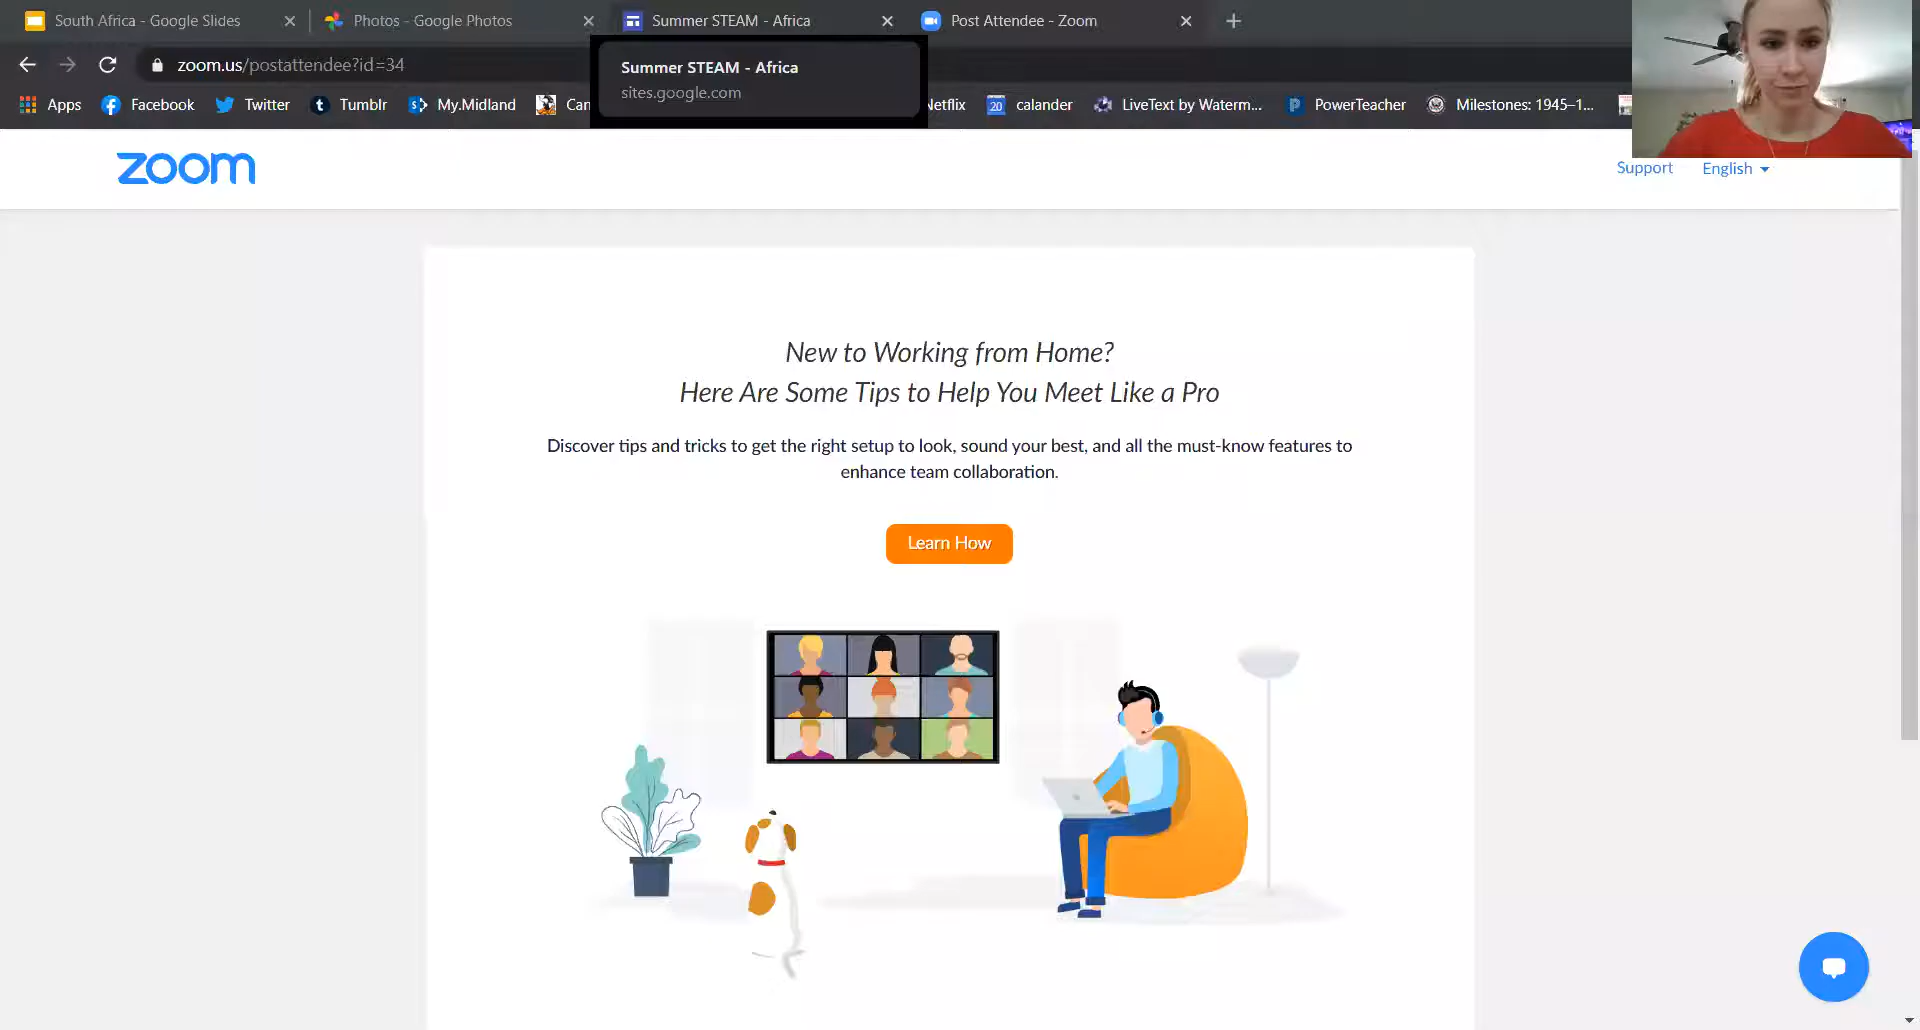 South Africa - Google Slides
Photos - Google Photos
Summer STEAM - Africa
Post Attendee - Zoom
zoom.us/postattendee?id=34
Summer STEAM - Africa
sites.google.com
Apps
Facebook
Twitter
Tumblr
My.Midland
Can
Netflix
20
calander
LiveText by Waterm...
PowerTeacher
Milestones: 1945–1...
zoom
Support
English
New to Working from Home?
Here Are Some Tips to Help You Meet Like a Pro
Discover tips and tricks to get the right setup to look, sound your best, and all the must-know features to
enhance team collaboration.
Learn How